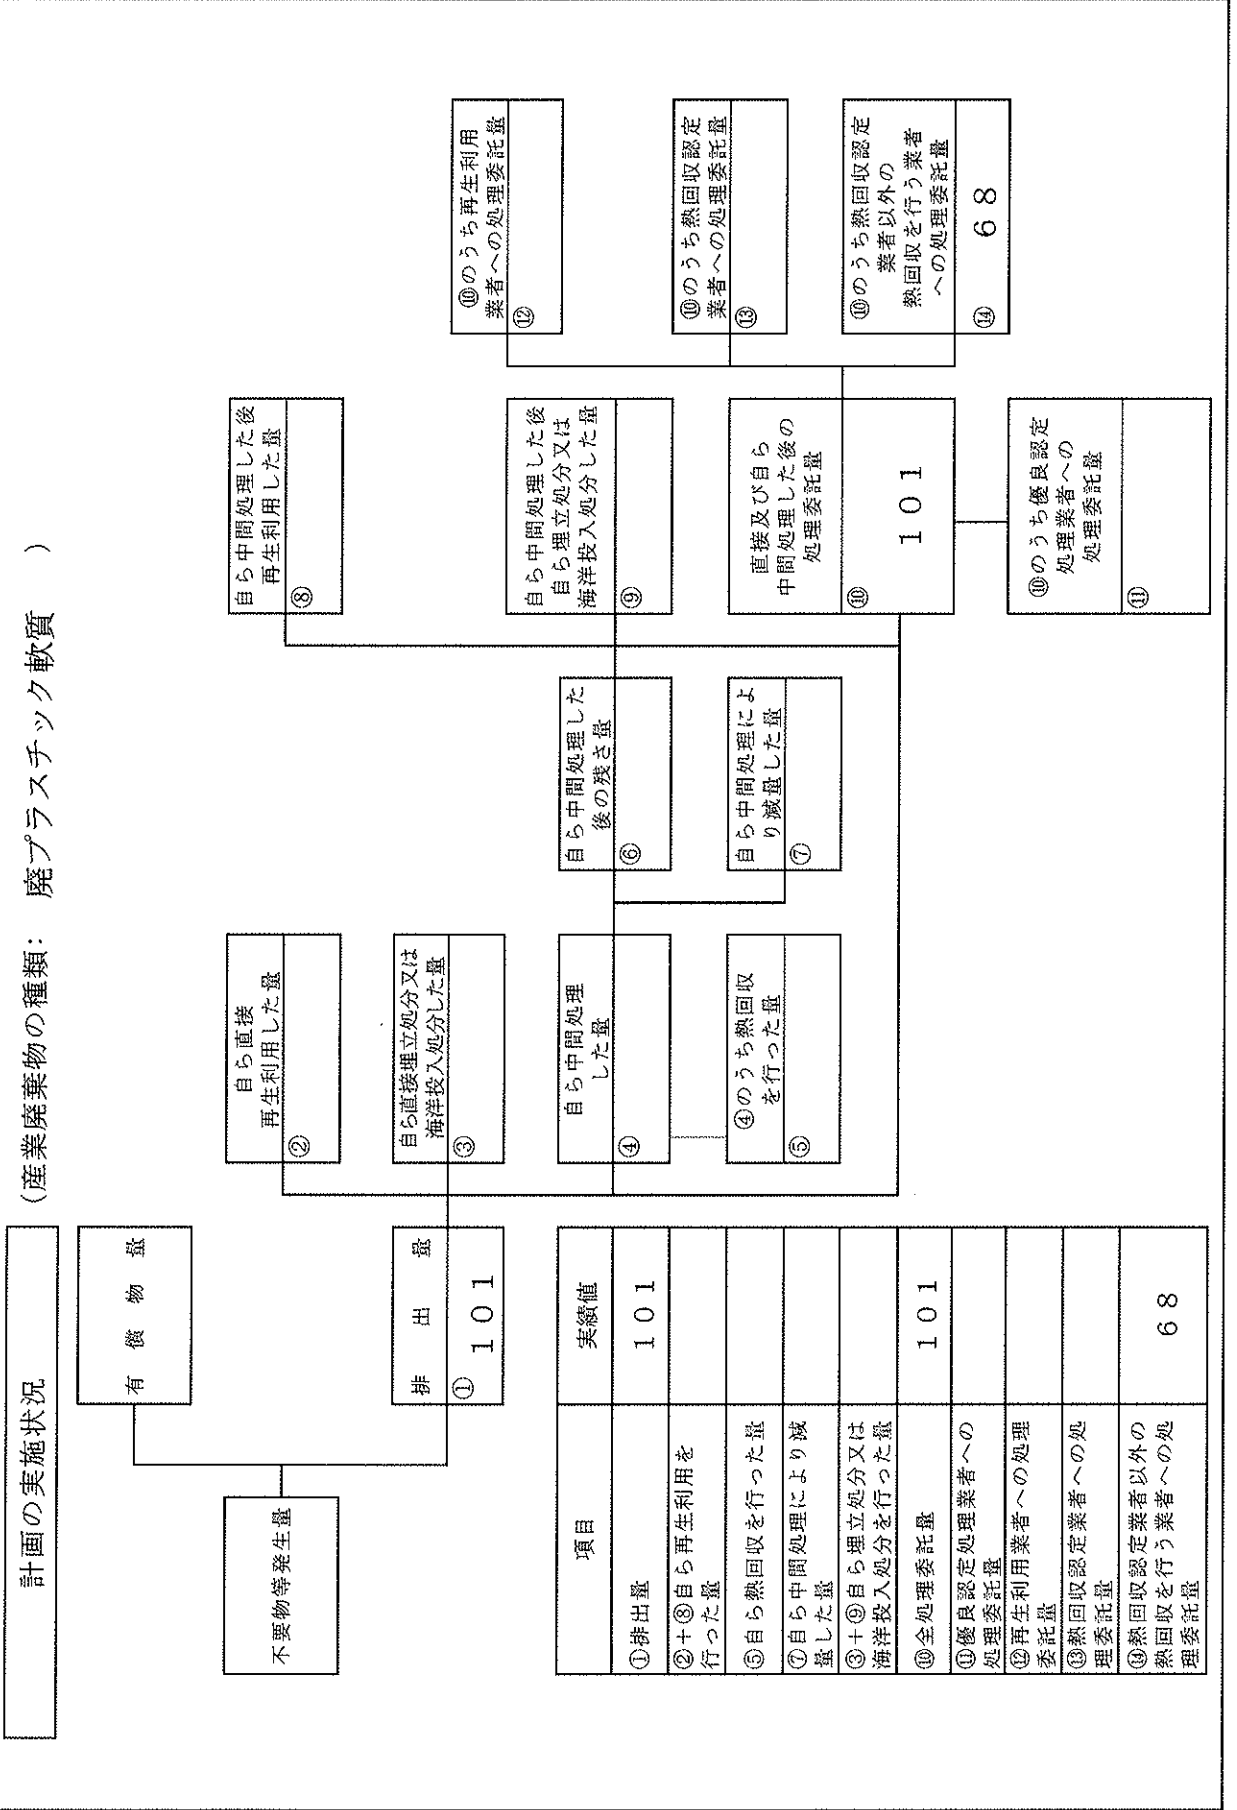 計画の実施状況
(産業廃棄物の種類: 廃プラスチック軟質 )
不要物等発生量
有 償 物 量
排 出 量
① 101
自ら直接
再生利用した量
②
自ら直接埋立処分又は
海洋投入処分した量
③
自ら中間処理
した量
④
④のうち熱回収
を行った量
⑤
自ら中間処理した
後の残さ量
⑥
自ら中間処理によ
り減量した量
⑦
自ら中間処理した後
再生利用した量
⑧
自ら中間処理した後
自ら埋立処分又は
海洋投入処分した量
⑨
直接及び自ら
中間処理した後の
処理委託量
⑩
101
⑩のうち優良認定
処理業者への
処理委託量
⑪
⑩のうち再生利用
業者への処理委託量
⑫
⑩のうち熱回収認定
業者への処理委託量
⑬
⑩のうち熱回収認定
業者以外の
熱回収を行う業者
への処理委託量
⑭ 68
項目 実績値
①排出量 101
②+⑧自ら再生利用を
行った量
⑤自ら熱回収を行った量
⑦自ら中間処理により減
量した量
③+⑨自ら埋立処分又は
海洋投入処分を行った量
⑩全処理委託量 101
⑪優良認定処理業者への
処理委託量
⑫再生利用業者への処理
委託量
⑬熱回収認定業者への処
理委託量
⑭熱回収認定業者以外の
熱回収を行う業者への処
理委託量 68